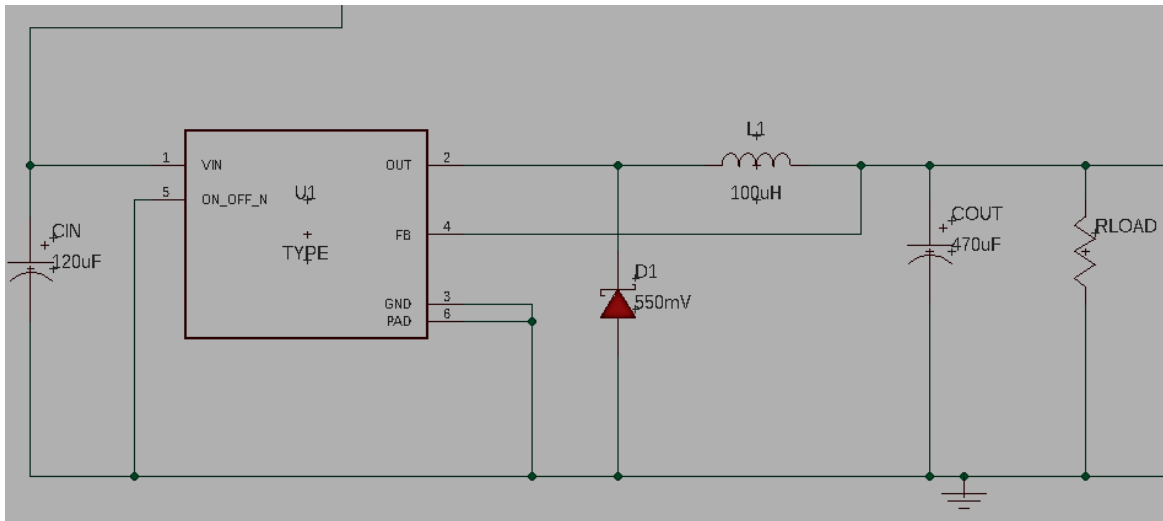 L1
100uH
1
VIN
OUT
2
5
ON_OFF_N
U1
TYPE
FB
4
GND
3
PAD
6
CIN
120uF
D1
550mV
COUT
470uF
RLOAD